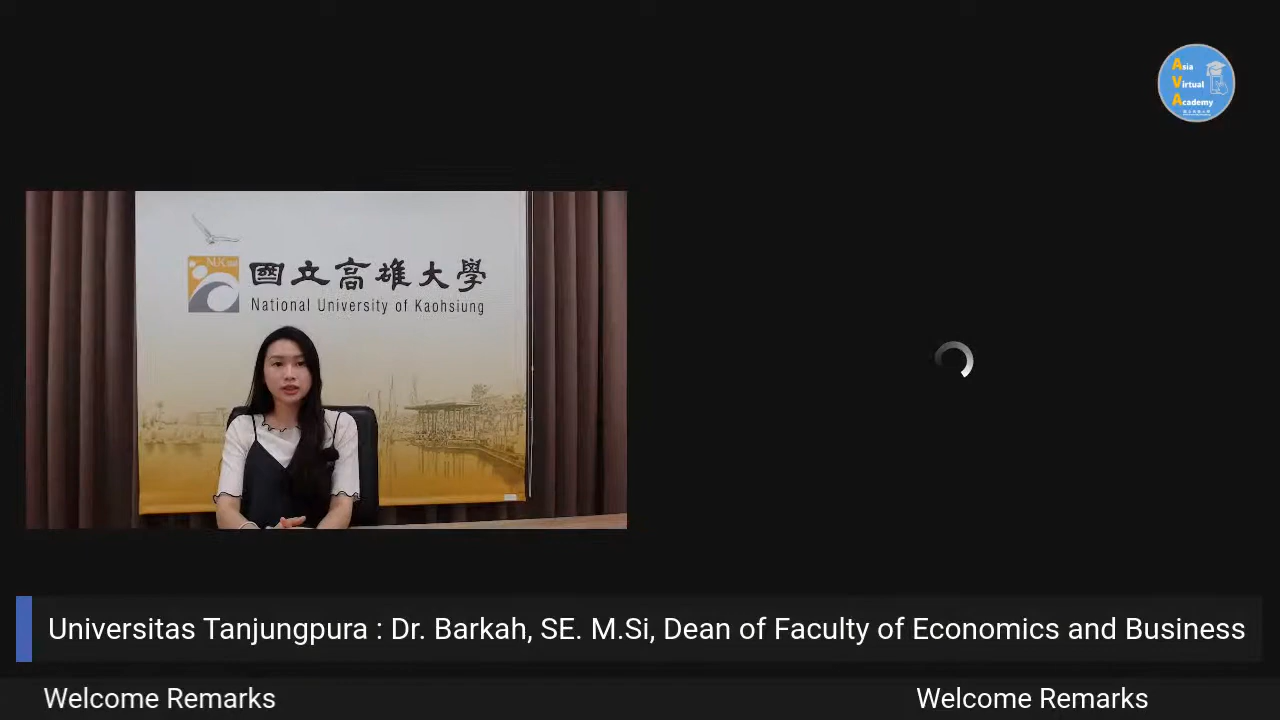 Asia
Virtual
Academy
NUK
國立高雄大學
National University of Kaohsiung
Universitas Tanjungpura : Dr. Barkah, SE. M.Si, Dean of Faculty of Economics and Business
Welcome Remarks
Welcome Remarks